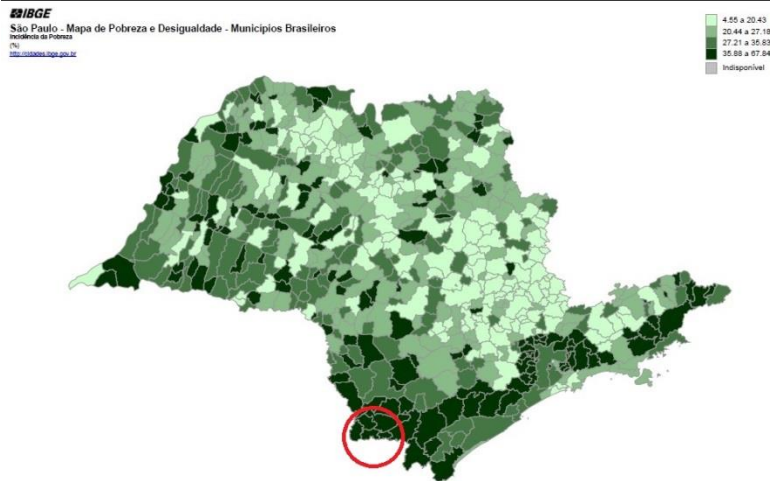 IBGE
São Paulo - Mapa de Pobreza e Desigualdade - Municípios Brasileiros
Incidência da Pobreza
(%)
http://cidades.ibge.gov.br
4.55 a 20.43
20.44 a 27.18
27.21 a 35.83
35.88 a 67.84
Indisponível